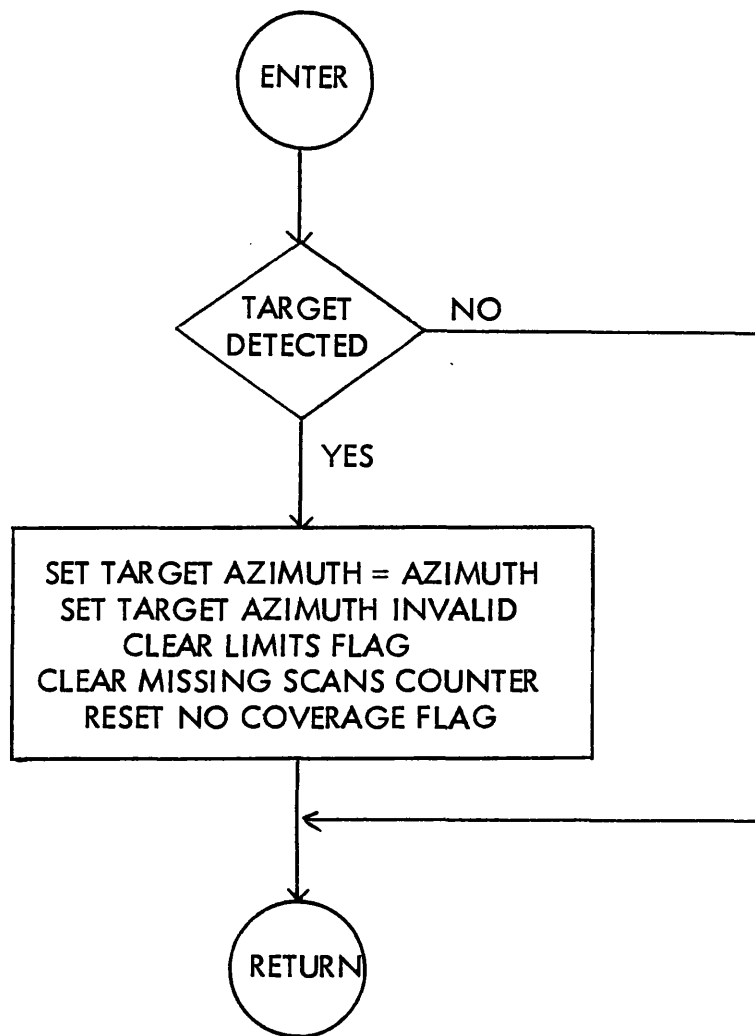 ENTER
TARGET
DETECTED
NO
YES
SET TARGET AZIMUTH = AZIMUTH
SET TARGET AZIMUTH INVALID
CLEAR LIMITS FLAG
CLEAR MISSING SCANS COUNTER
RESET NO COVERAGE FLAG
RETURN